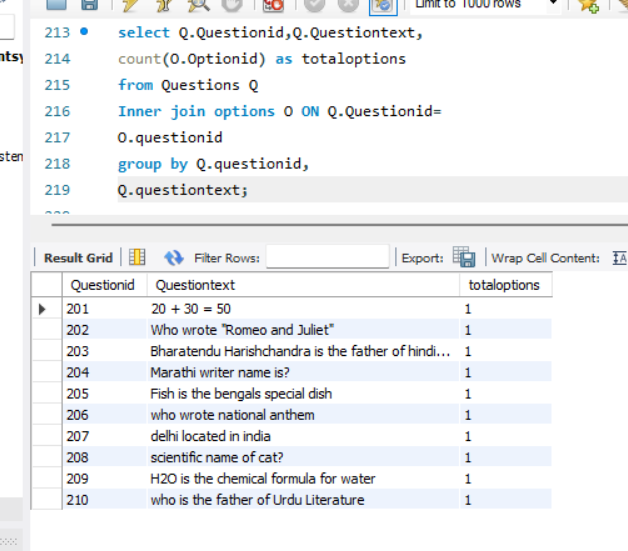 Limit to 1000 rows
213 select Q.Questionid,Q.Questiontext,
ntsy
214 count(O.Optionid) as totaloptions
215 from Questions Q
216 Inner join options O ON Q.Questionid=
217 O.questionid
sten
218 group by Q.questionid,
219 Q.questiontext;
Result Grid Filter Rows: Export: Wrap Cell Content: IA
Questionid Questiontext totaloptions
201 20 + 30 = 50 1
202 Who wrote "Romeo and Juliet" 1
203 Bharatendu Harishchandra is the father of hindi... 1
204 Marathi writer name is? 1
205 Fish is the bengals special dish 1
206 who wrote national anthem 1
207 delhi located in india 1
208 scientific name of cat? 1
209 H2O is the chemical formula for water 1
210 who is the father of Urdu Literature 1